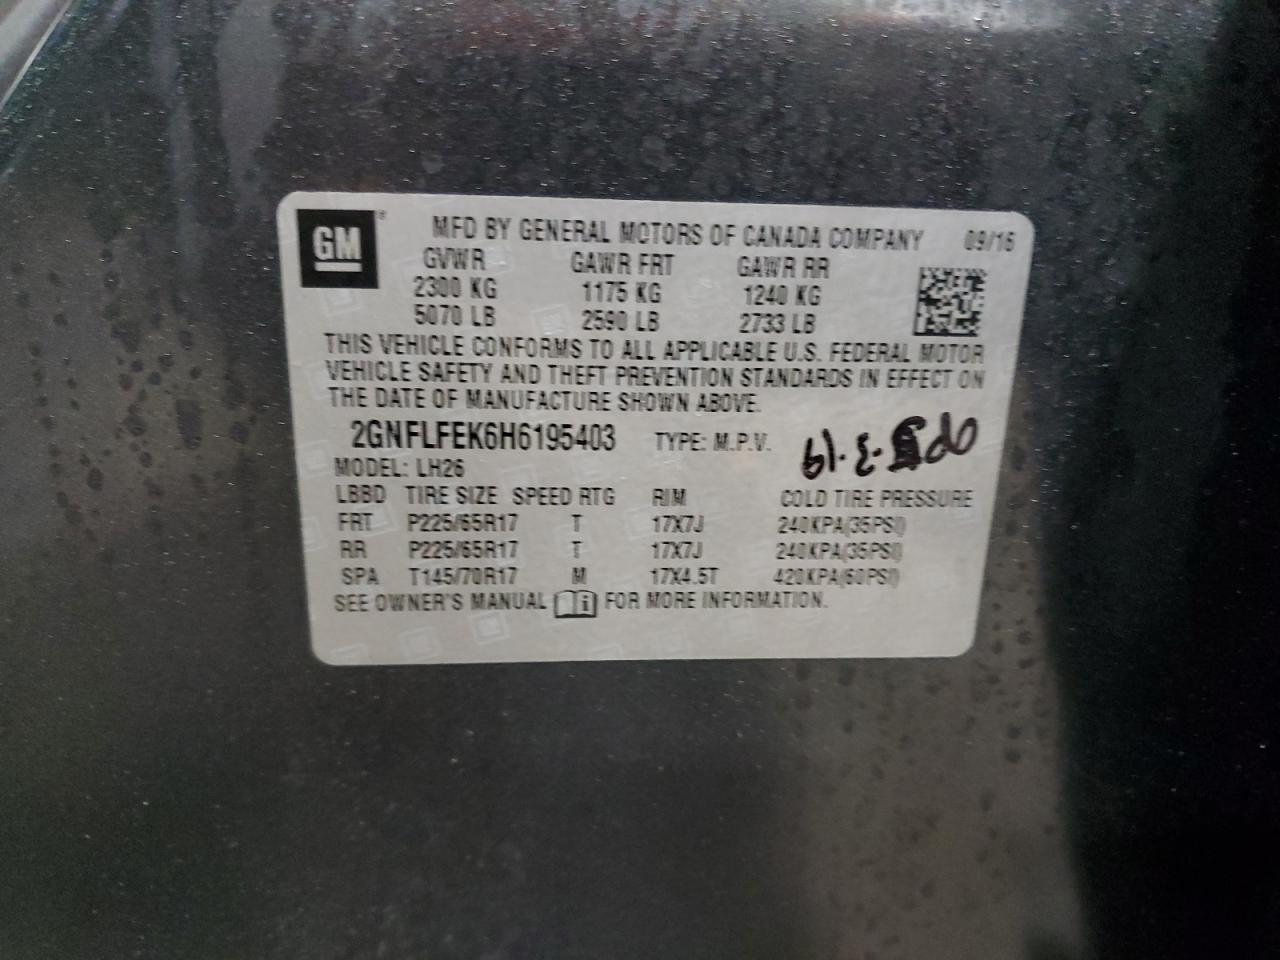 GM ® MFD BY GENERAL MOTORS OF CANADA COMPANY 09/16
GVWR GAWR FRT GAWR RR
2300 KG 1175 KG 1240 KG
5070 LB 2590 LB 2733 LB
THIS VEHICLE CONFORMS TO ALL APPLICABLE U.S. FEDERAL MOTOR
VEHICLE SAFETY AND THEFT PREVENTION STANDARDS IN EFFECT ON
THE DATE OF MANUFACTURE SHOWN ABOVE.
2GNFLFEK6H6195403 TYPE: M.P.V.
MODEL: LH26
LBBD TIRE SIZE SPEED RTG RIM COLD TIRE PRESSURE
FRT P225/65R17 T 17X7J 240KPA(35PSI)
RR P225/65R17 T 17X7J 240KPA(35PSI)
SPA T145/70R17 M 17X4.5T 420KPA(60PSI)
SEE OWNER'S MANUAL i FOR MORE INFORMATION.